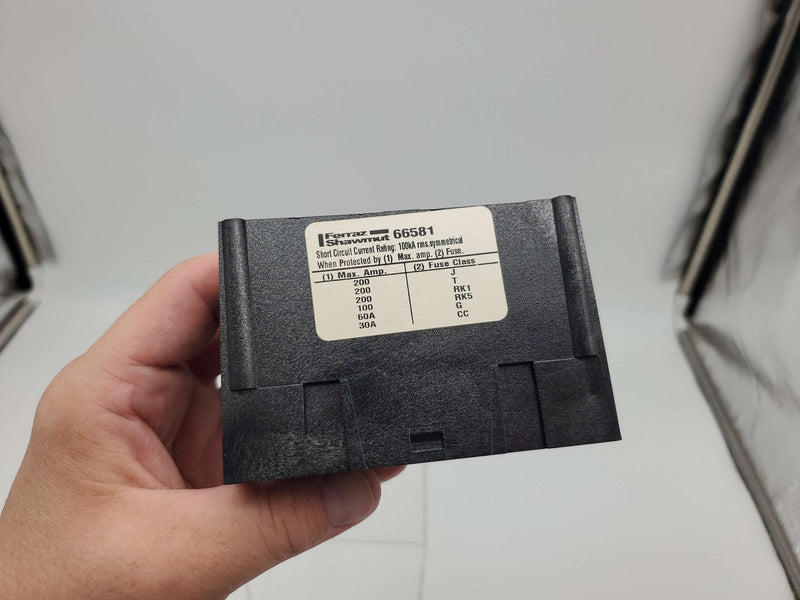 Ferraz
Shawmut 66581
Short Circuit Current Rating: 100kA rms.symmetrical
When Protected by (1) Max. amp. (2) Fuse.
(1) Max. Amp. (2) Fuse Class
200 J
200 T
200 RK1
100 RK5
60A G
30A CC